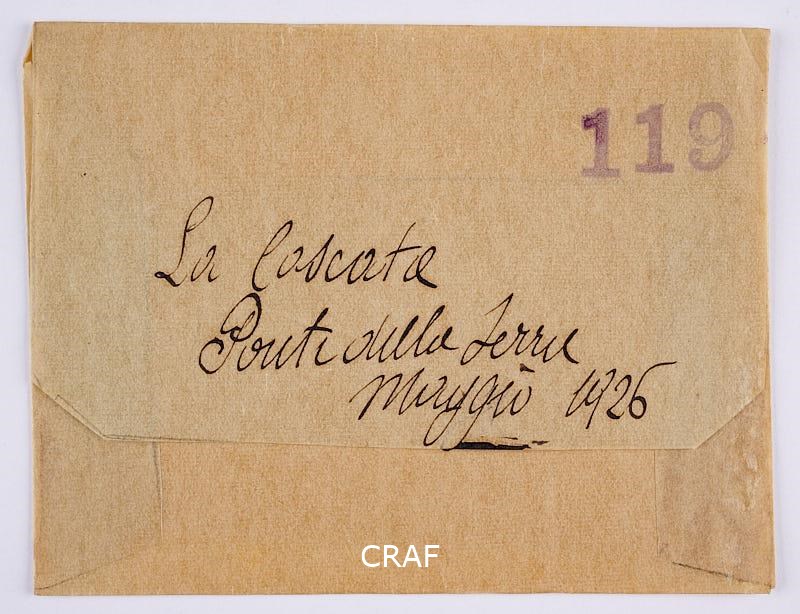 119
La Cascata
Ponte della Serra
Maggio 1926
CRAF